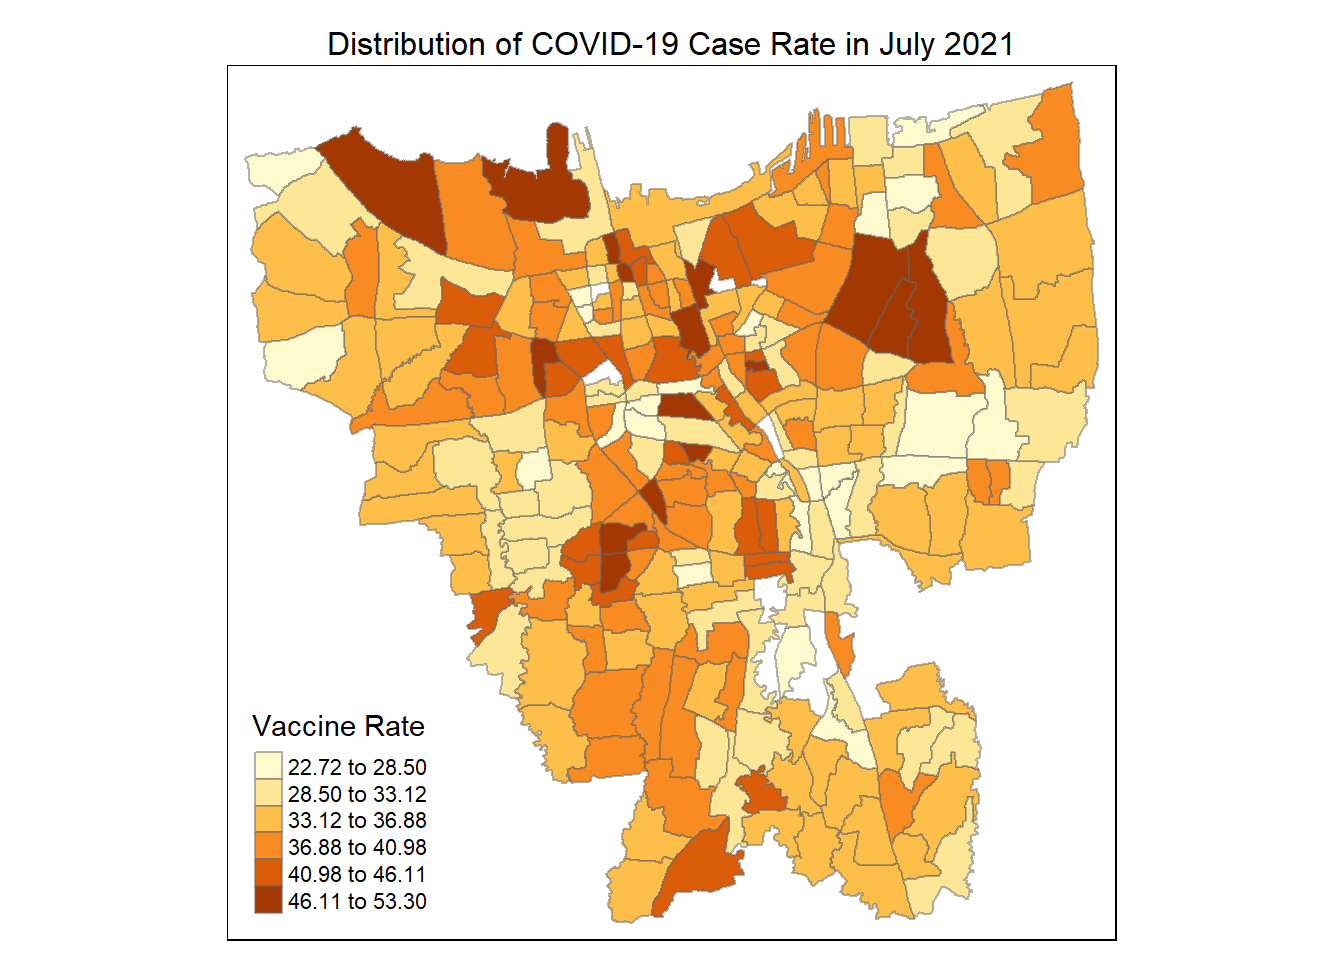 Distribution of COVID-19 Case Rate in July 2021
Vaccine Rate
22.72 to 28.50
28.50 to 33.12
33.12 to 36.88
36.88 to 40.98
40.98 to 46.11
46.11 to 53.30